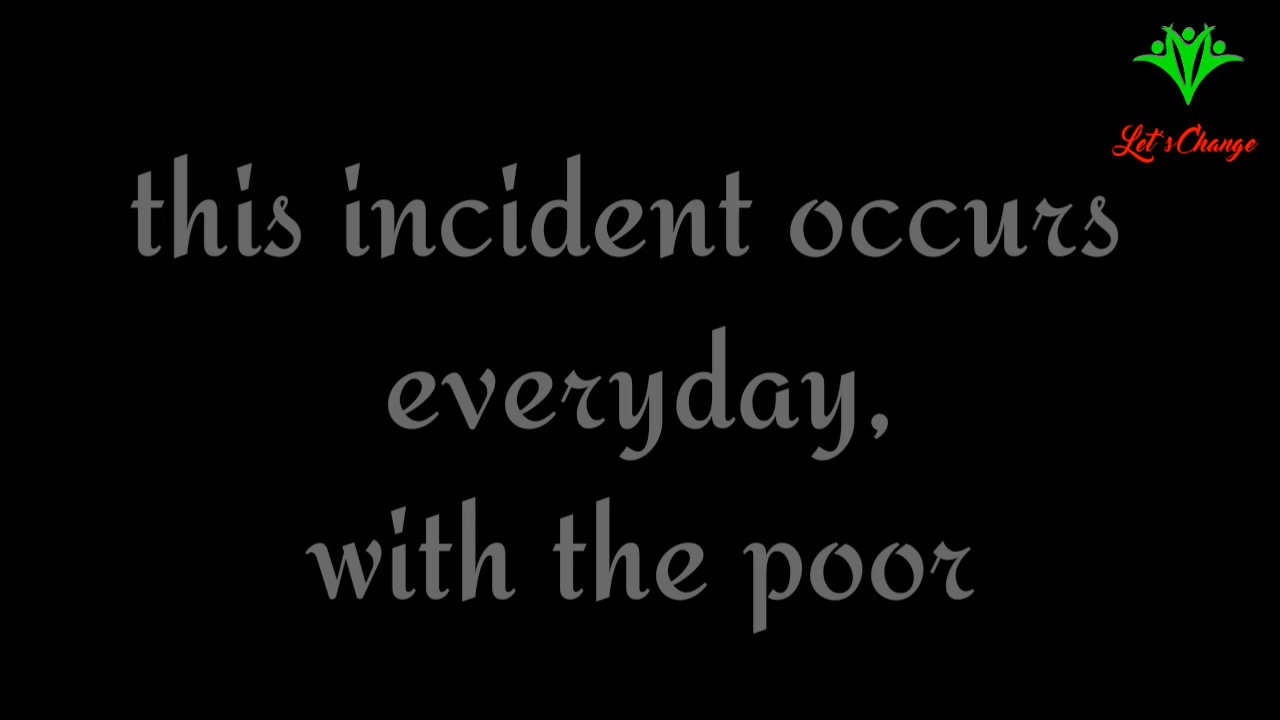 Let's Change
this incident occurs
everyday,
with the poor